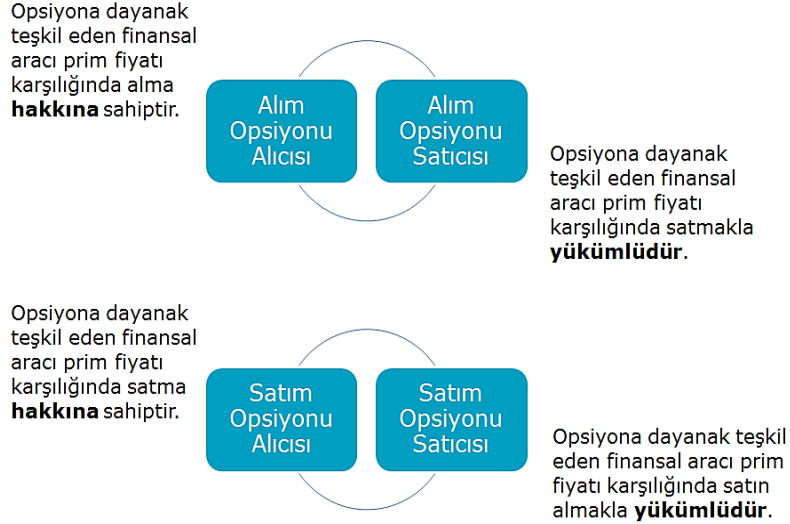 Opsiyona dayanak
teşkil eden finansal
aracı prim fiyatı
karşılığında alma
hakkına sahiptir.
Alım
Opsiyonu
Alıcısı
Alım
Opsiyonu
Satıcısı
Opsiyona dayanak
teşkil eden finansal
aracı prim fiyatı
karşılığında satmakla
yükümlüdür.
Opsiyona dayanak
teşkil eden finansal
aracı prim fiyatı
karşılığında satma
hakkına sahiptir.
Satım
Opsiyonu
Alıcısı
Satım
Opsiyonu
Satıcısı
Opsiyona dayanak teşkil
eden finansal aracı prim
fiyatı karşılığında satın
almakla yükümlüdür.